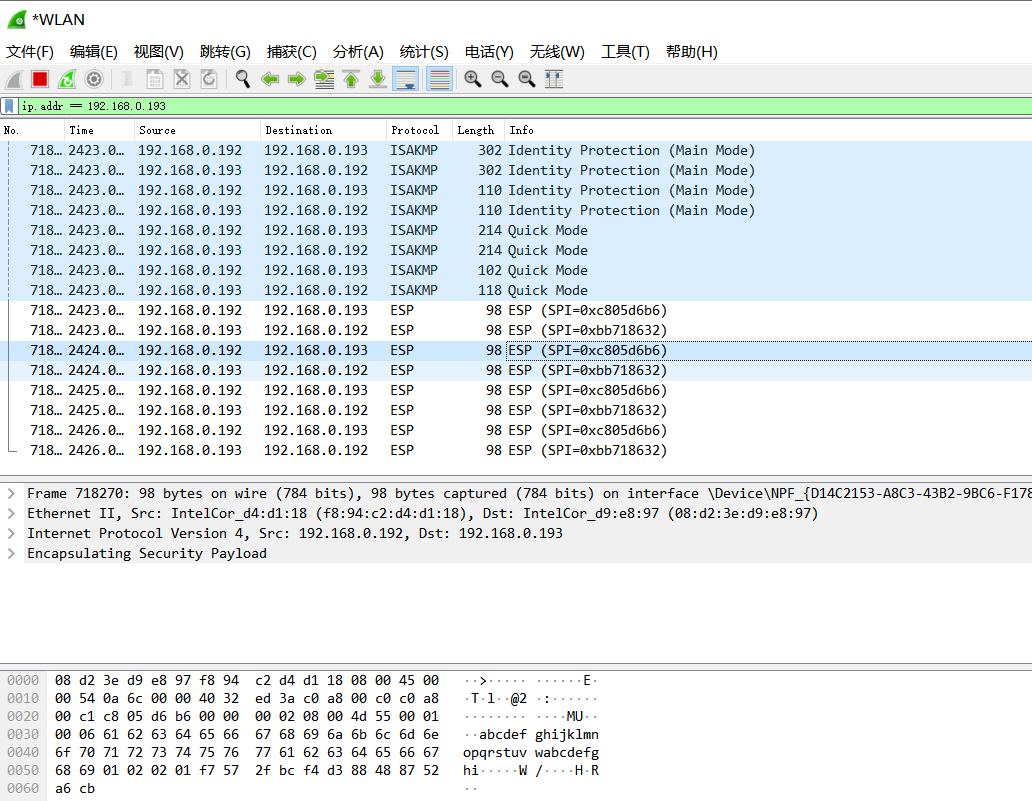 *WLAN
文件(F) 编辑(E) 视图(V) 跳转(G) 捕获(C) 分析(A) 统计(S) 电话(Y) 无线(W) 工具(T) 帮助(H)
ip.addr == 192.168.0.193
No. Time Source Destination Protocol Length Info
718… 2423.0… 192.168.0.192 192.168.0.193 ISAKMP 302 Identity Protection (Main Mode)
718… 2423.0… 192.168.0.193 192.168.0.192 ISAKMP 302 Identity Protection (Main Mode)
718… 2423.0… 192.168.0.192 192.168.0.193 ISAKMP 110 Identity Protection (Main Mode)
718… 2423.0… 192.168.0.193 192.168.0.192 ISAKMP 110 Identity Protection (Main Mode)
718… 2423.0… 192.168.0.192 192.168.0.193 ISAKMP 214 Quick Mode
718… 2423.0… 192.168.0.193 192.168.0.192 ISAKMP 214 Quick Mode
718… 2423.0… 192.168.0.192 192.168.0.193 ISAKMP 102 Quick Mode
718… 2423.0… 192.168.0.193 192.168.0.192 ISAKMP 118 Quick Mode
718… 2423.0… 192.168.0.192 192.168.0.193 ESP 98 ESP (SPI=0xc805d6b6)
718… 2423.0… 192.168.0.193 192.168.0.192 ESP 98 ESP (SPI=0xbb718632)
718… 2424.0… 192.168.0.192 192.168.0.193 ESP 98 ESP (SPI=0xc805d6b6)
718… 2424.0… 192.168.0.193 192.168.0.192 ESP 98 ESP (SPI=0xbb718632)
718… 2425.0… 192.168.0.192 192.168.0.193 ESP 98 ESP (SPI=0xc805d6b6)
718… 2425.0… 192.168.0.193 192.168.0.192 ESP 98 ESP (SPI=0xbb718632)
718… 2426.0… 192.168.0.192 192.168.0.193 ESP 98 ESP (SPI=0xc805d6b6)
718… 2426.0… 192.168.0.193 192.168.0.192 ESP 98 ESP (SPI=0xbb718632)
Frame 718270: 98 bytes on wire (784 bits), 98 bytes captured (784 bits) on interface \Device\NPF_{D14C2153-A8C3-43B2-9BC6-F178
Ethernet II, Src: IntelCor_d4:d1:18 (f8:94:c2:d4:d1:18), Dst: IntelCor_d9:e8:97 (08:d2:3e:d9:e8:97)
Internet Protocol Version 4, Src: 192.168.0.192, Dst: 192.168.0.193
Encapsulating Security Payload
0000 08 d2 3e d9 e8 97 f8 94 c2 d4 d1 18 08 00 45 00 ··>····· ······E·
0010 00 54 0a 6c 00 00 40 32 ed 3a c0 a8 00 c0 c0 a8 ·T·l··@2 ·:······
0020 00 c1 c8 05 d6 b6 00 00 00 02 08 00 4d 55 00 01 ········ ····MU··
0030 00 06 61 62 63 64 65 66 67 68 69 6a 6b 6c 6d 6e ··abcdef ghijklmn
0040 6f 70 71 72 73 74 75 76 77 61 62 63 64 65 66 67 opqrstuv wabcdefg
0050 68 69 01 02 02 01 f7 57 2f bc f4 d3 88 48 87 52 hi·····W /····H·R
0060 a6 cb ··